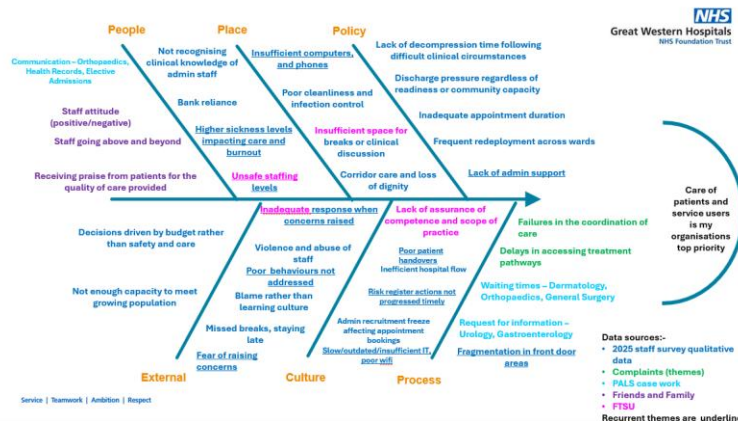 NHS
Great Western Hospitals
NHS Foundation Trust
People
Place
Policy
Communication – Orthopaedics,
Health Records, Elective
Admissions
Staff attitude
(positive/negative)
Staff going above and beyond
Receiving praise from patients for the
quality of care provided
Not recognising
clinical knowledge of
admin staff
Bank reliance
Higher sickness levels
impacting care and
burnout
Unsafe staffing
levels
Insufficient computers,
and phones
Poor cleanliness and
infection control
Insufficient space for
breaks or clinical
discussion
Corridor care and loss
of dignity
Lack of decompression time following
difficult clinical circumstances
Discharge pressure regardless of
readiness or community capacity
Inadequate appointment duration
Frequent redeployment across wards
Lack of admin support
Care of
patients and
service users
is my
organisations
top priority
Decisions driven by budget rather
than safety and care
Not enough capacity to meet
growing population
Inadequate response when
concerns raised
Violence and abuse of
staff
Poor behaviours not
addressed
Blame rather than
learning culture
Missed breaks, staying
late
Fear of raising
concerns
Lack of assurance of
competence and scope of
practice
Poor patient
handovers
Inefficient hospital flow
Risk register actions not
progressed timely
Admin recruitment freeze
affecting appointment
bookings
Slow/outdated/insufficient IT,
poor wifi
Failures in the coordination of
care
Delays in accessing treatment
pathways
Waiting times – Dermatology,
Orthopaedics, General Surgery
Request for information –
Urology, Gastroenterology
Fragmentation in front door
areas
External
Culture
Process
Data sources:-
• 2025 staff survey qualitative
data
• Complaints (themes)
• PALS case work
• Friends and Family
• FTSU
Recurrent themes are underlin
Service | Teamwork | Ambition | Respect